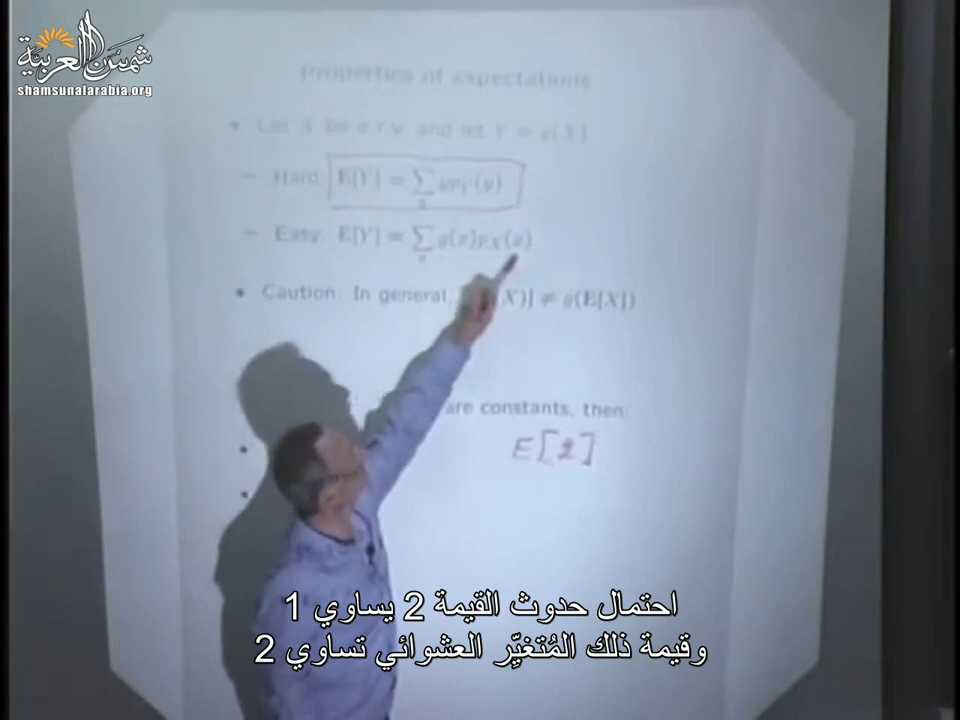 شمس العربية
shamsunalarabia.org
Properties of expectations
• Let X be a r.v. and let Y = g(X)
– Hard: E[Y] = ∑ y pY(y)
y
– Easy: E[Y] = ∑ g(x)pX(x)
x
• Caution: In general, X)] ≠ g(E[X])
are constants, then:
E[2]
احتمال حدوث القيمة 2 يساوي 1
وقيمة ذلك المُتغيِّر العشوائي تساوي 2